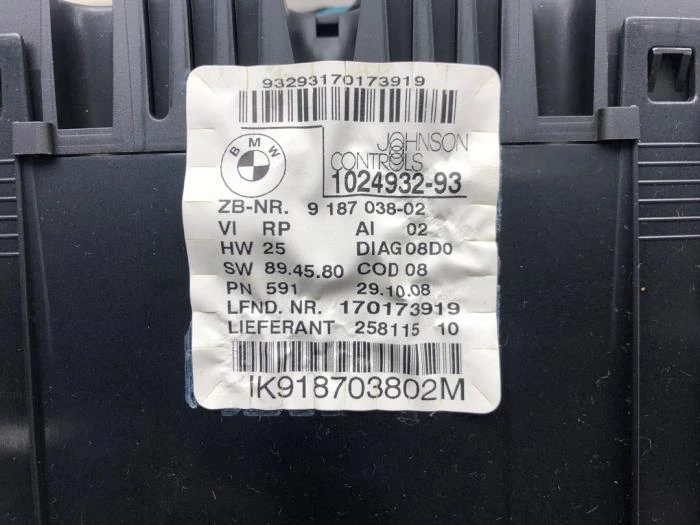 93293170173919
BMW
JOHNSON
CONTROLS
1024932-93
ZB-NR. 9 187 038-02
VI RP AI 02
HW 25 DIAG 08D0
SW 89.45.80 COD 08
PN 591 29.10.08
LFND. NR. 170173919
LIEFERANT 258115 10
IK918703802M